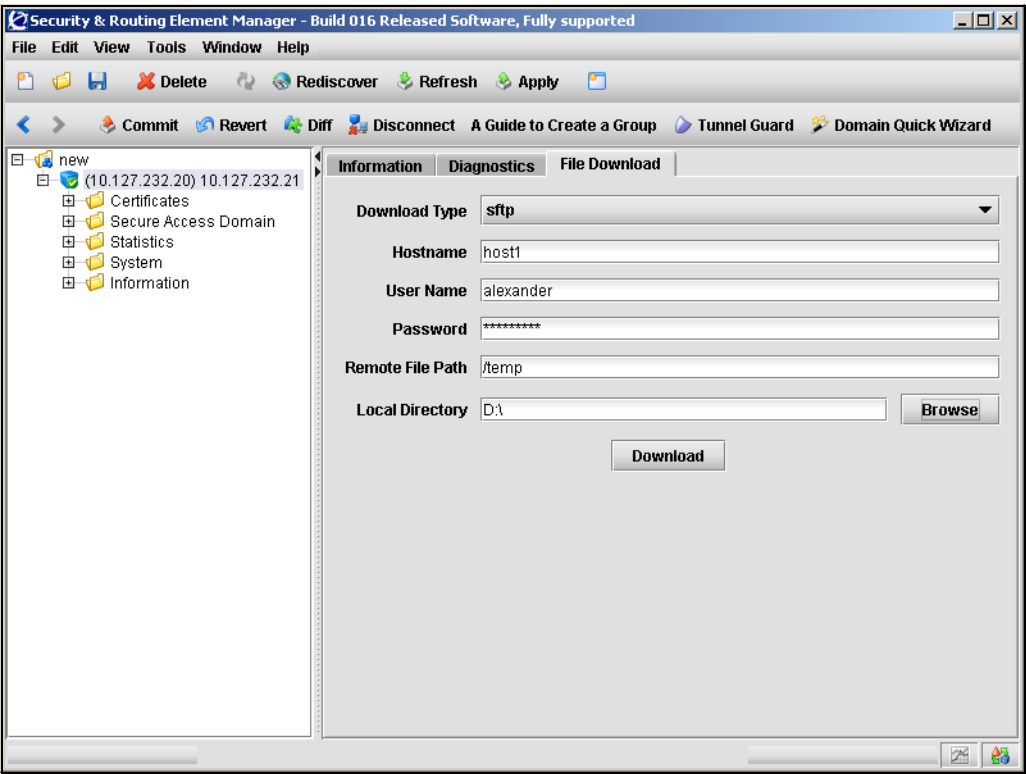 Security & Routing Element Manager - Build 016 Released Software, Fully supported
File Edit View Tools Window Help
Delete Rediscover Refresh Apply
Commit Revert Diff Disconnect A Guide to Create a Group Tunnel Guard Domain Quick Wizard
new
(10.127.232.20) 10.127.232.21
Certificates
Secure Access Domain
Statistics
System
Information
Information Diagnostics File Download
Download Type sftp
Hostname host1
User Name alexander
Password *********
Remote File Path /temp
Local Directory D:\ Browse
Download